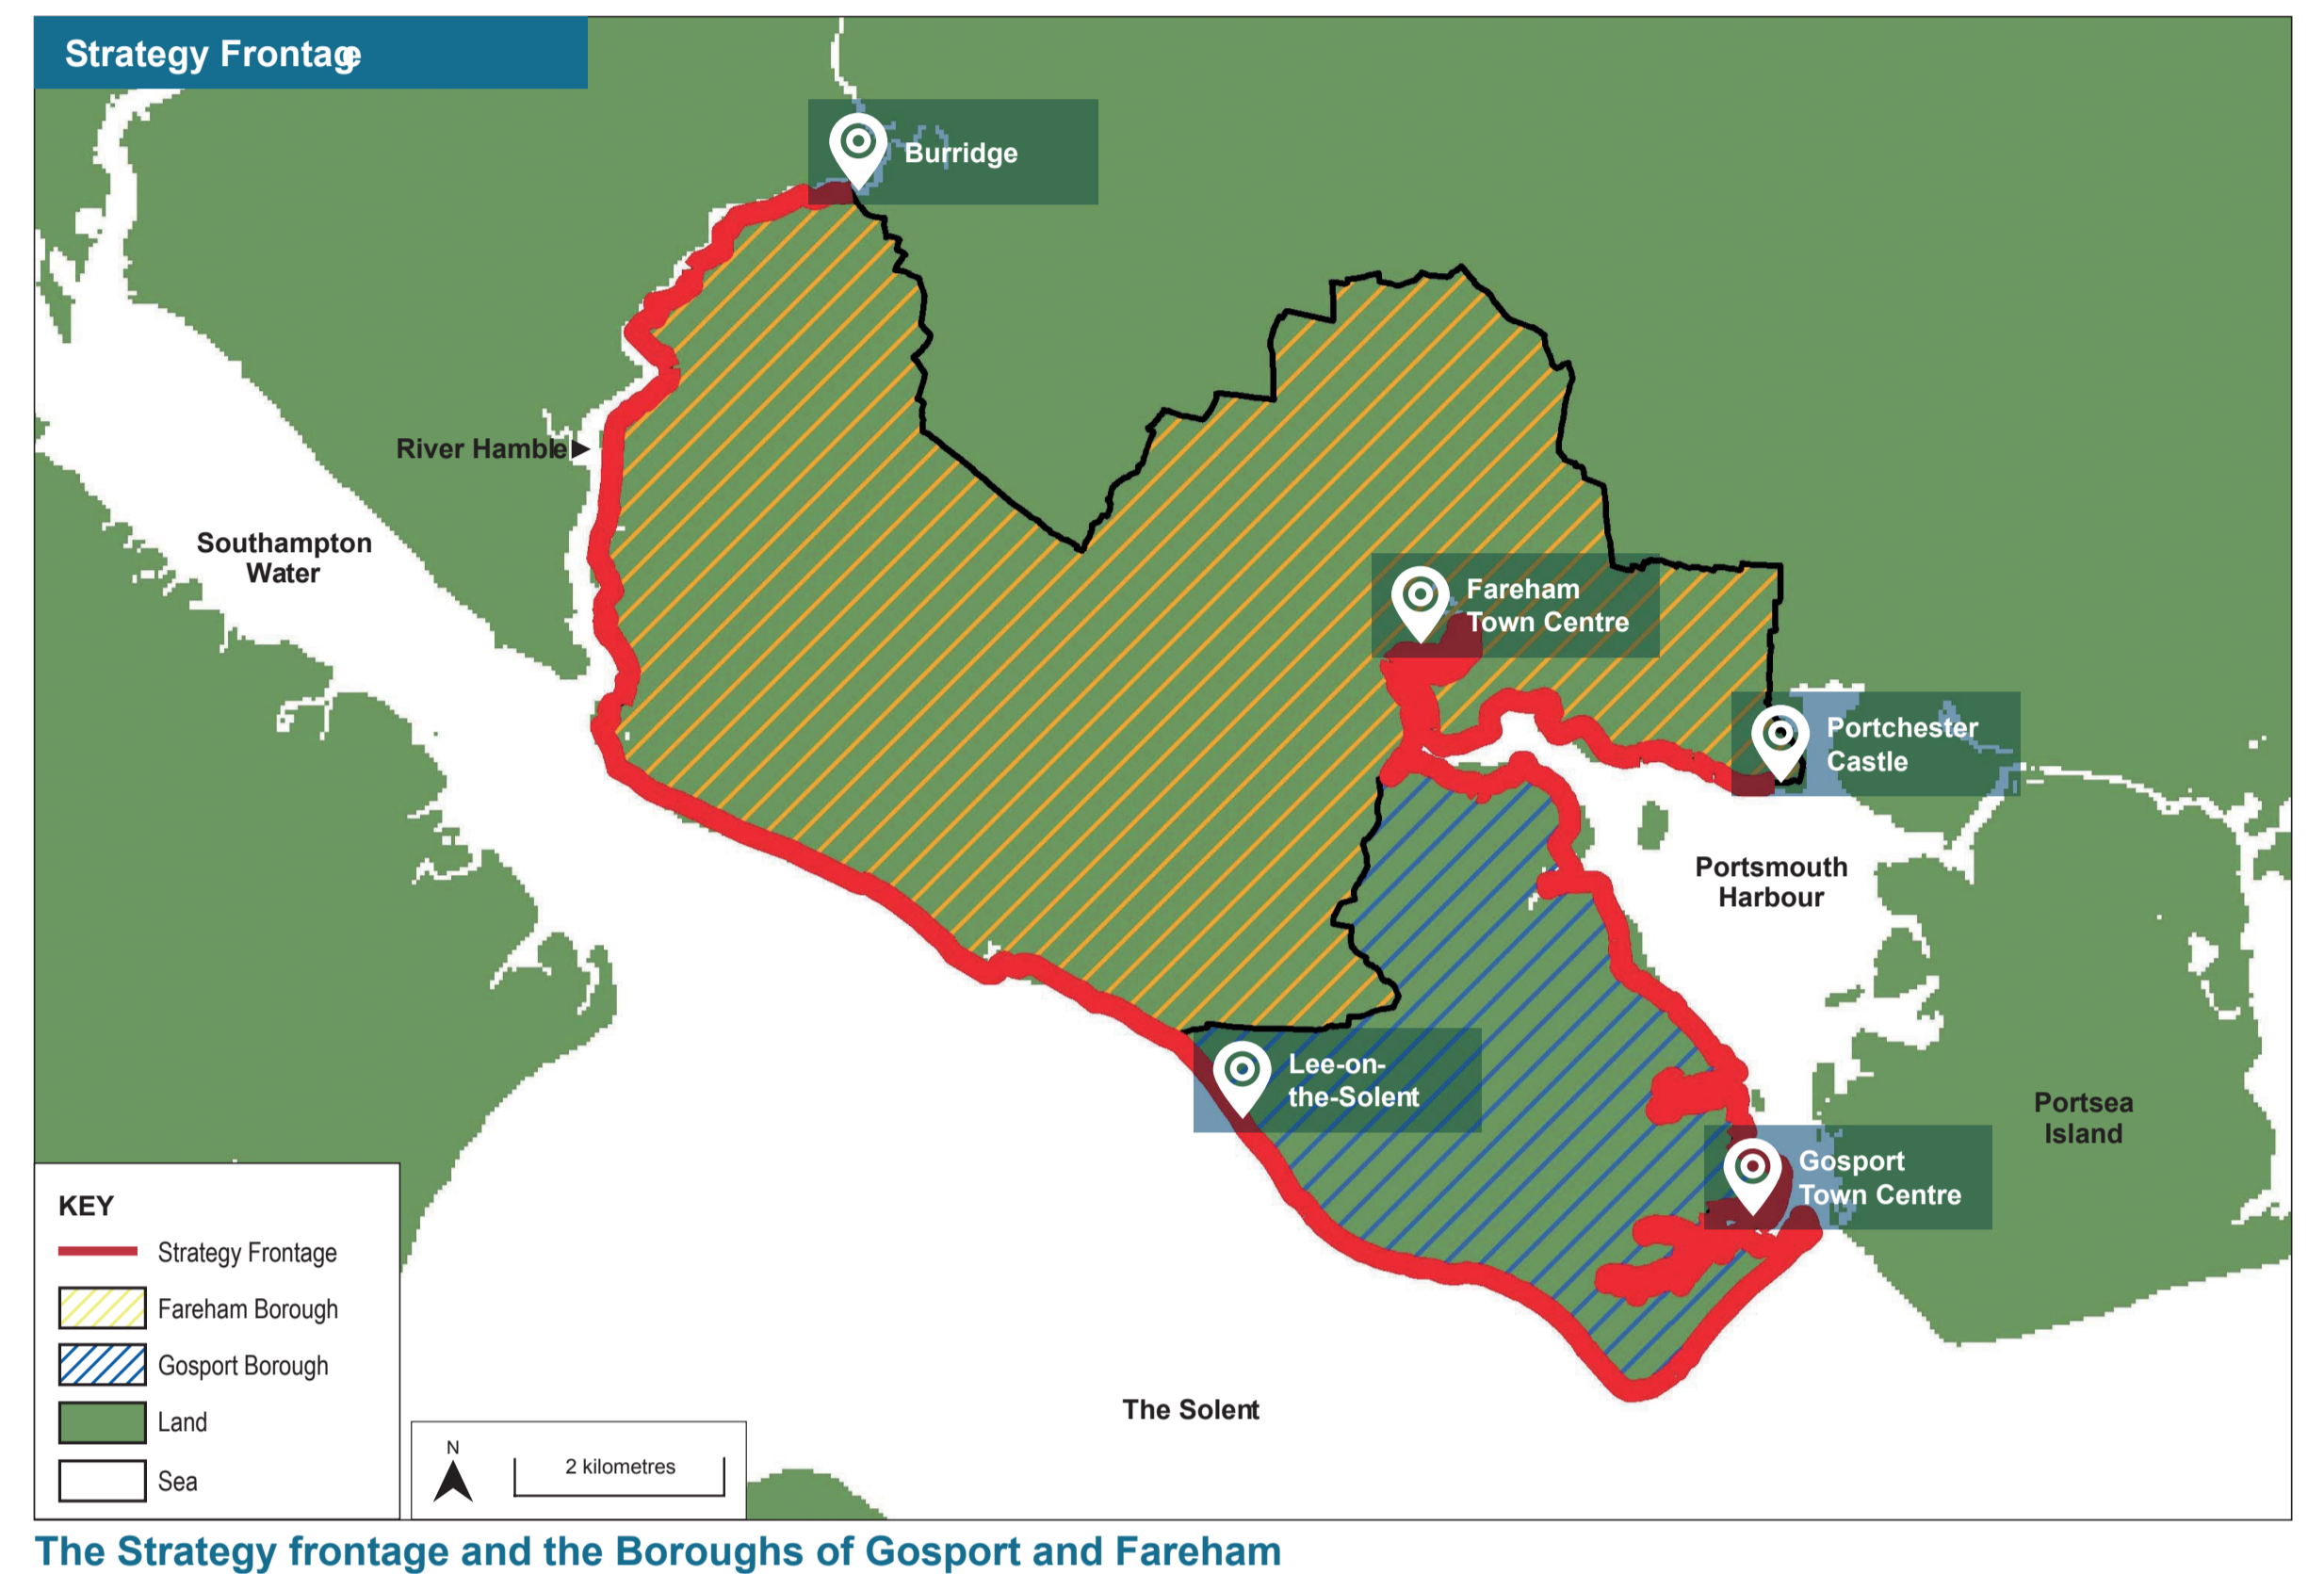 Strategy Frontage
Burridge
River Hamble
Southampton
Water
Fareham
Town Centre
Portchester
Castle
Portsmouth
Harbour
Lee-on-
the-Solent
Portsea
Island
Gosport
Town Centre
The Solent
KEY
Strategy Frontage
Fareham Borough
Gosport Borough
Land
Sea
N
2 kilometres
The Strategy frontage and the Boroughs of Gosport and Fareham